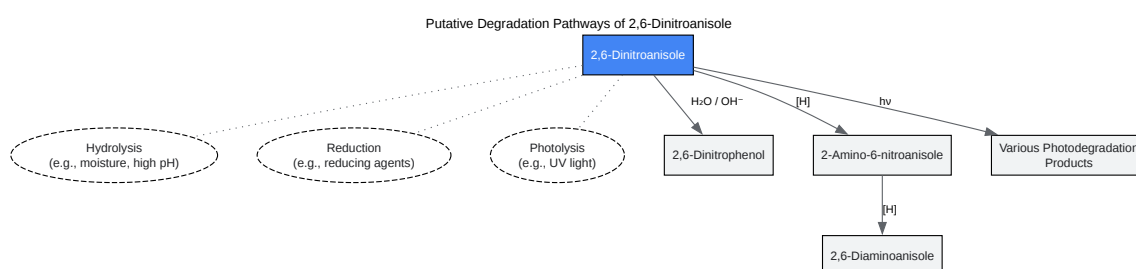 Putative Degradation Pathways of 2,6-Dinitroanisole
2,6-Dinitroanisole
H₂O / OH⁻
[H]
hν
Hydrolysis
(e.g., moisture, high pH)
Reduction
(e.g., reducing agents)
Photolysis
(e.g., UV light)
2,6-Dinitrophenol
2-Amino-6-nitroanisole
Various Photodegradation
Products
[H]
2,6-Diaminoanisole